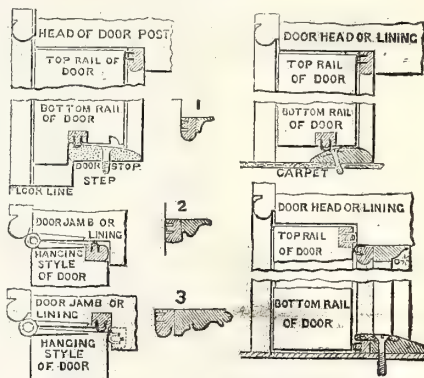 HEAD OF DOOR POST
TOP RAIL OF
DOOR
BOTTOM RAIL
OF DOOR
DOOR STOP
STEP
FLOOR LINE
1
DOOR JAMB OR
LINING
HANGING
STYLE
OF DOOR
2
DOOR JAMB OR
LINING
HANGING
STYLE
OF DOOR
3
DOOR HEAD OR LINING
TOP RAIL
OF DOOR
BOTTOM RAIL
OF DOOR
CARPET
DOOR HEAD OR LINING
TOP RAIL
OF DOOR
BOTTOM RAIL
OF DOOR